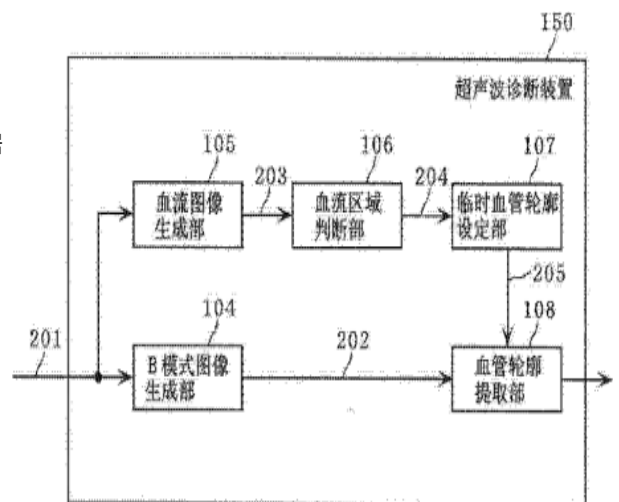 150
超声波诊断装置
105
203
106
204
107
血流图像
生成部
血流区域
判断部
临时血管轮廓
设定部
205
201
104
202
108
B模式图像
生成部
血管轮廓
提取部